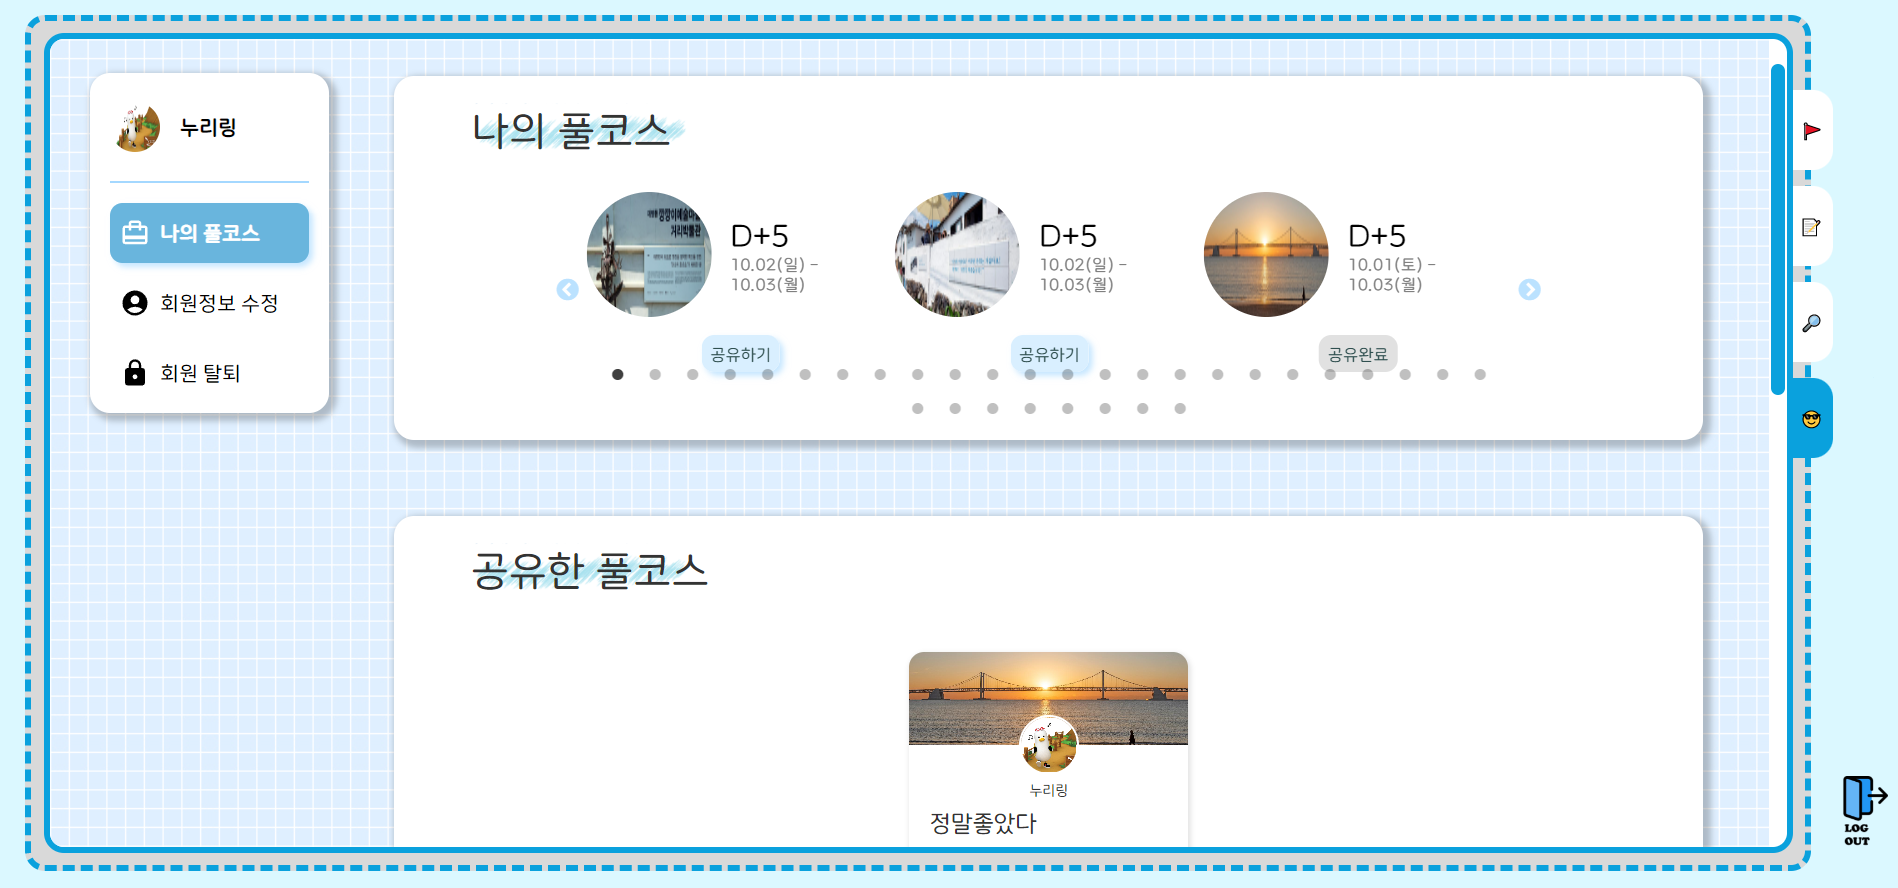 누리링
나의 풀코스
회원정보 수정
회원 탈퇴
나의 풀코스
D+5
10.02(일) -
10.03(월)
공유하기
D+5
10.02(일) -
10.03(월)
공유하기
D+5
10.01(토) -
10.03(월)
공유완료
공유한 풀코스
누리링
정말좋았다
LOG
OUT